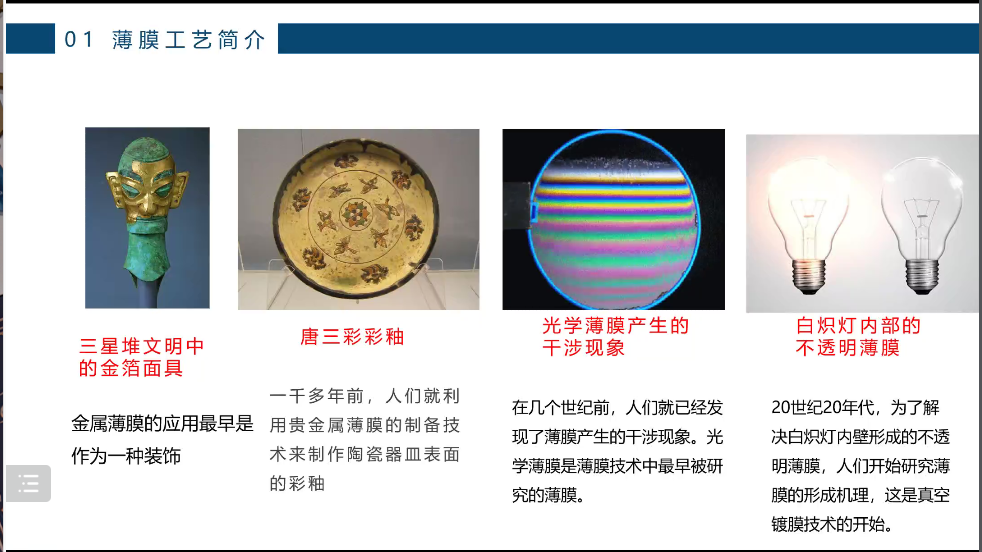 01 薄膜工艺简介
三星堆文明中
的金箔面具
金属薄膜的应用最早是
作为一种装饰
唐三彩彩釉
一千多年前，人们就利
用贵金属薄膜的制备技
术来制作陶瓷器皿表面
的彩釉
光学薄膜产生的
干涉现象
在几个世纪前，人们就已经发
现了薄膜产生的干涉现象。光
学薄膜是薄膜技术中最早被研
究的薄膜。
白炽灯内部的
不透明薄膜
20世纪20年代，为了解
决白炽灯内壁形成的不透
明薄膜，人们开始研究薄
膜的形成机理，这是真空
镀膜技术的开始。